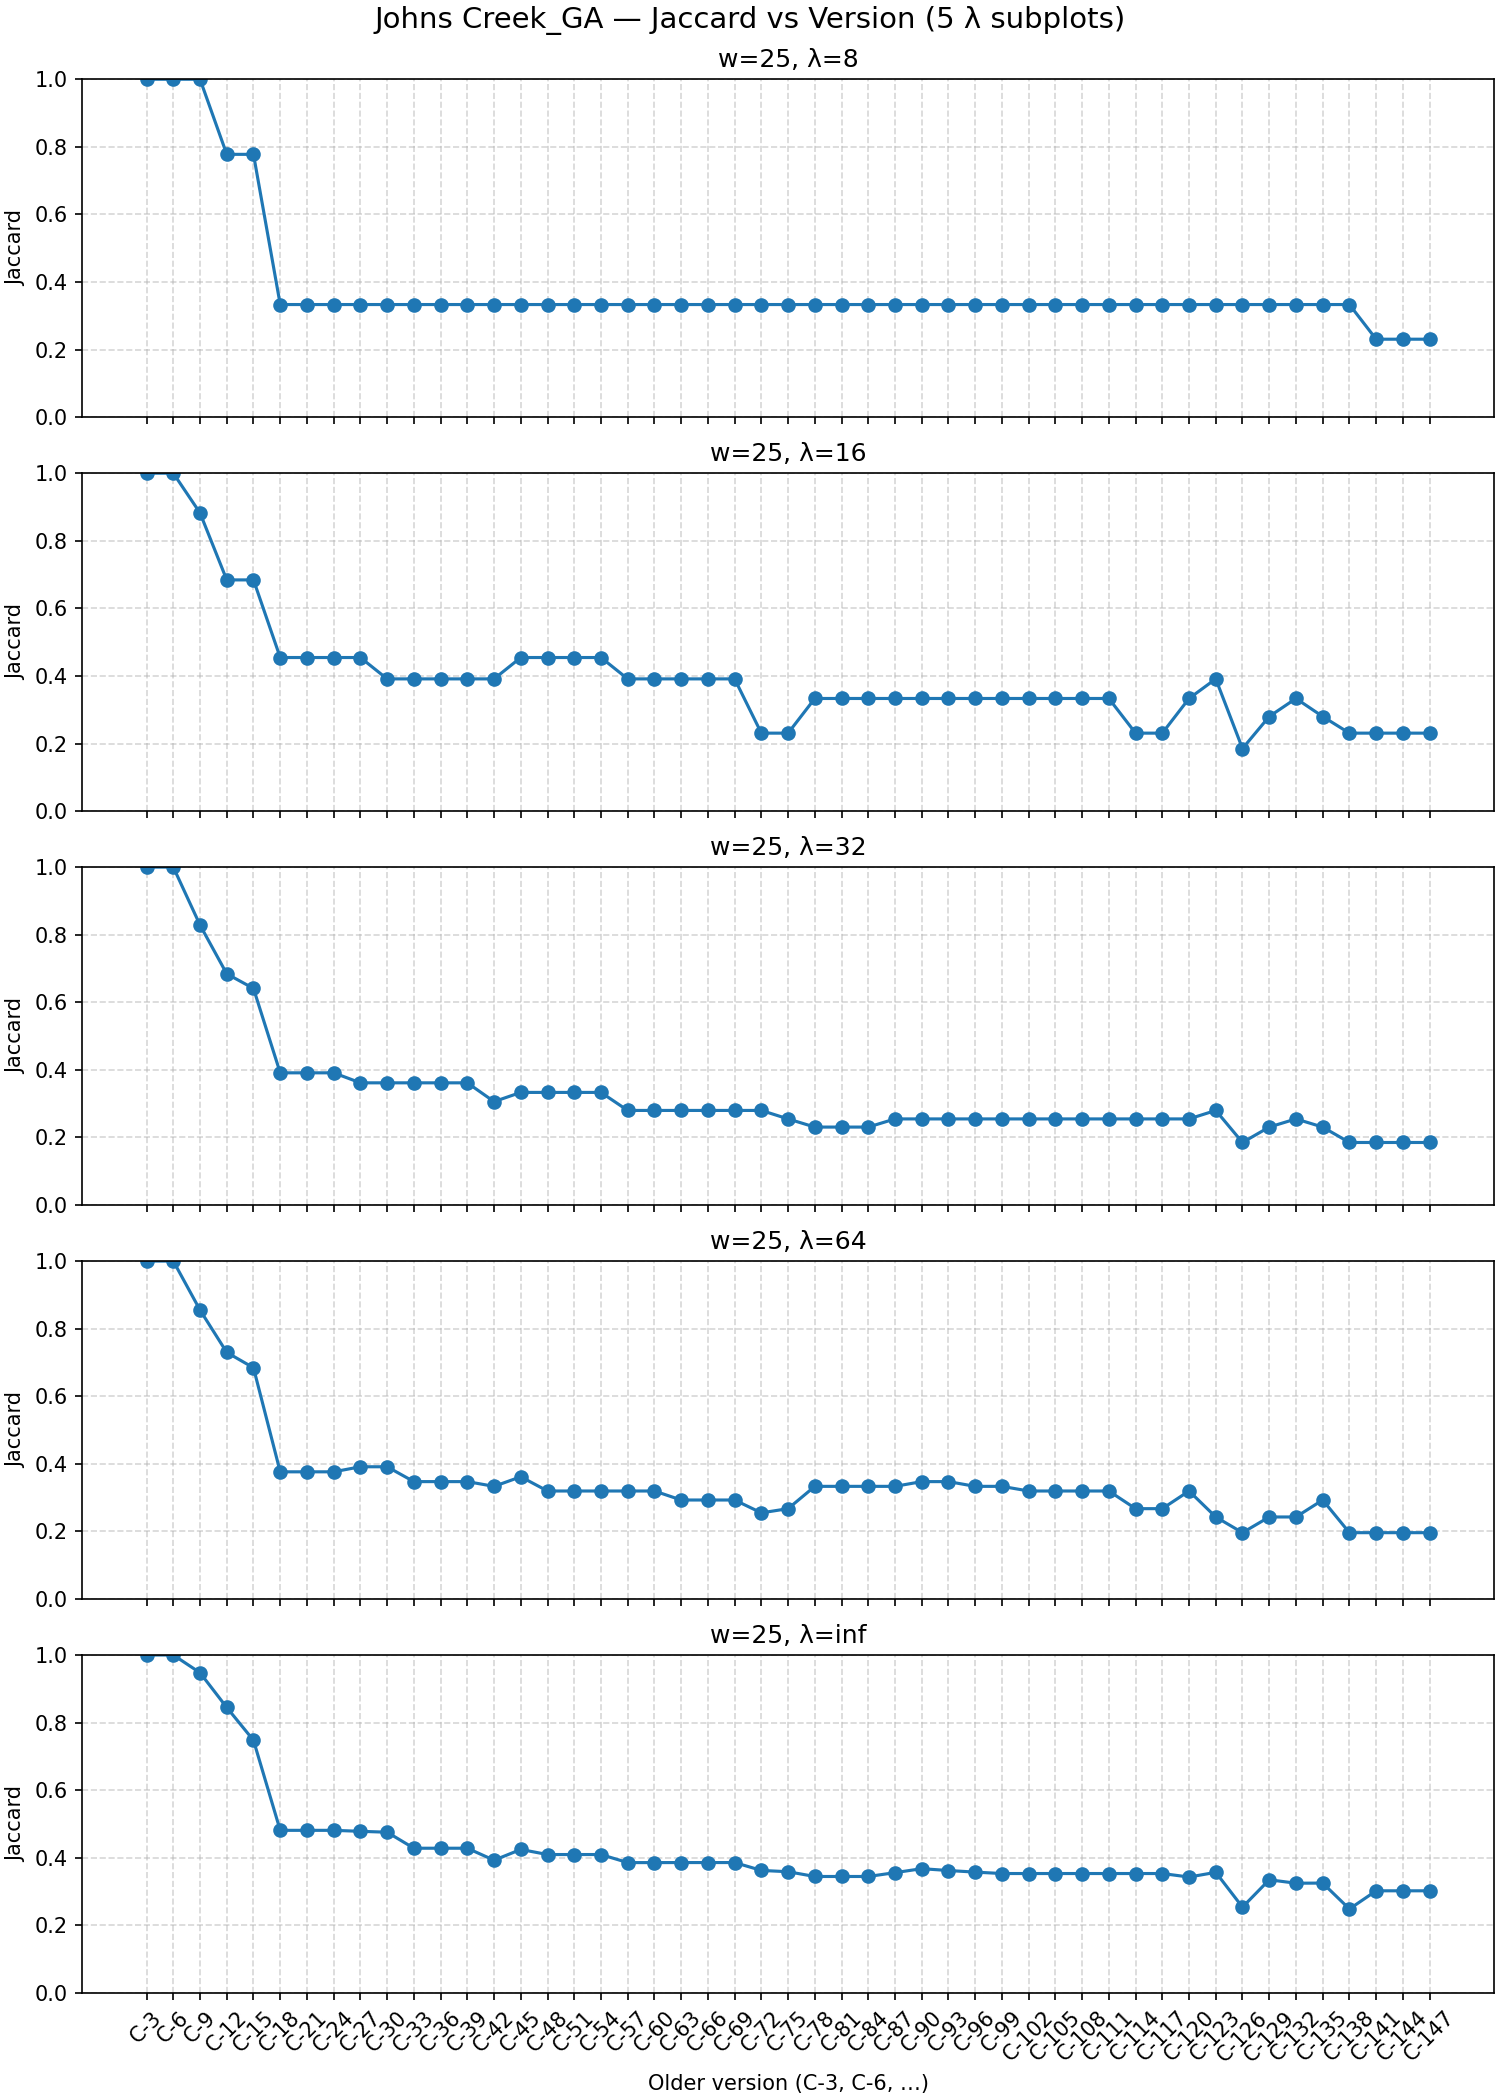 Johns Creek_GA — Jaccard vs Version (5 λ subplots)
w=25, λ=8
1.0
0.8
0.6
0.4
0.2
0.0
Jaccard
w=25, λ=16
1.0
0.8
0.6
0.4
0.2
0.0
Jaccard
w=25, λ=32
1.0
0.8
0.6
0.4
0.2
0.0
Jaccard
w=25, λ=64
1.0
0.8
0.6
0.4
0.2
0.0
Jaccard
w=25, λ=inf
1.0
0.8
0.6
0.4
0.2
0.0
Jaccard
C-3 C-6 C-9 C-12 C-15 C-18 C-21 C-24 C-27 C-30 C-33 C-36 C-39 C-42 C-45 C-48 C-51 C-54 C-57 C-60 C-63 C-66 C-69 C-72 C-75 C-78 C-81 C-84 C-87 C-90 C-93 C-96 C-99 C-102 C-105 C-108 C-111 C-114 C-117 C-120 C-123 C-126 C-129 C-132 C-135 C-138 C-141 C-144 C-147
Older version (C-3, C-6, ...)